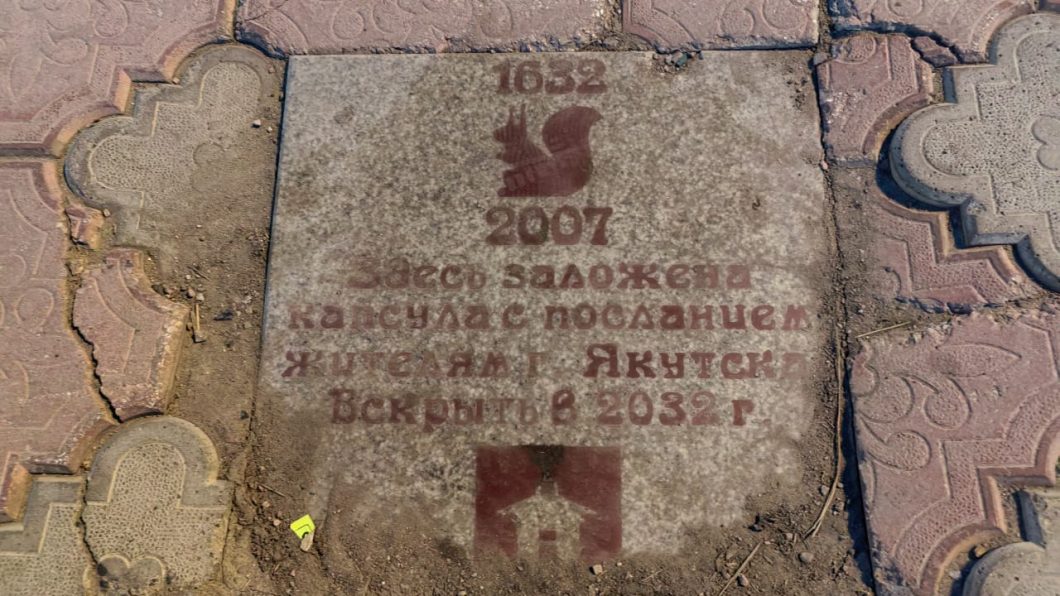 1632
2007
Здесь заложена
капсула с посланием
жителям г. Якутска
Вскрыть в 2032 г.